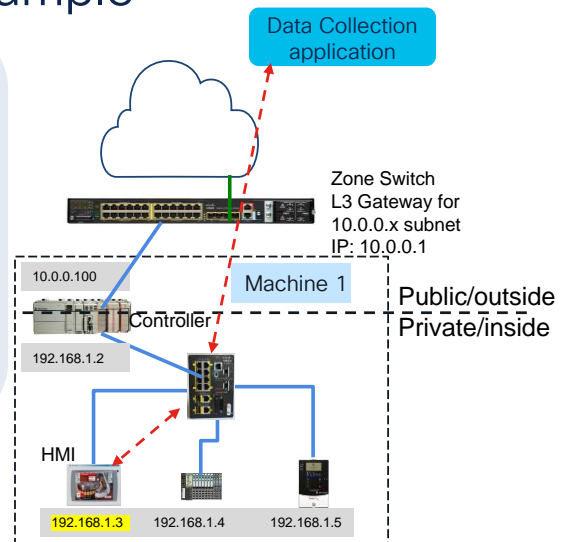 Data Collection
application
Zone Switch
L3 Gateway for
10.0.0.x subnet
IP: 10.0.0.1
10.0.0.100
Machine 1
Public/outside
Controller
Private/inside
192.168.1.2
HMI
192.168.1.3
192.168.1.4
192.168.1.5